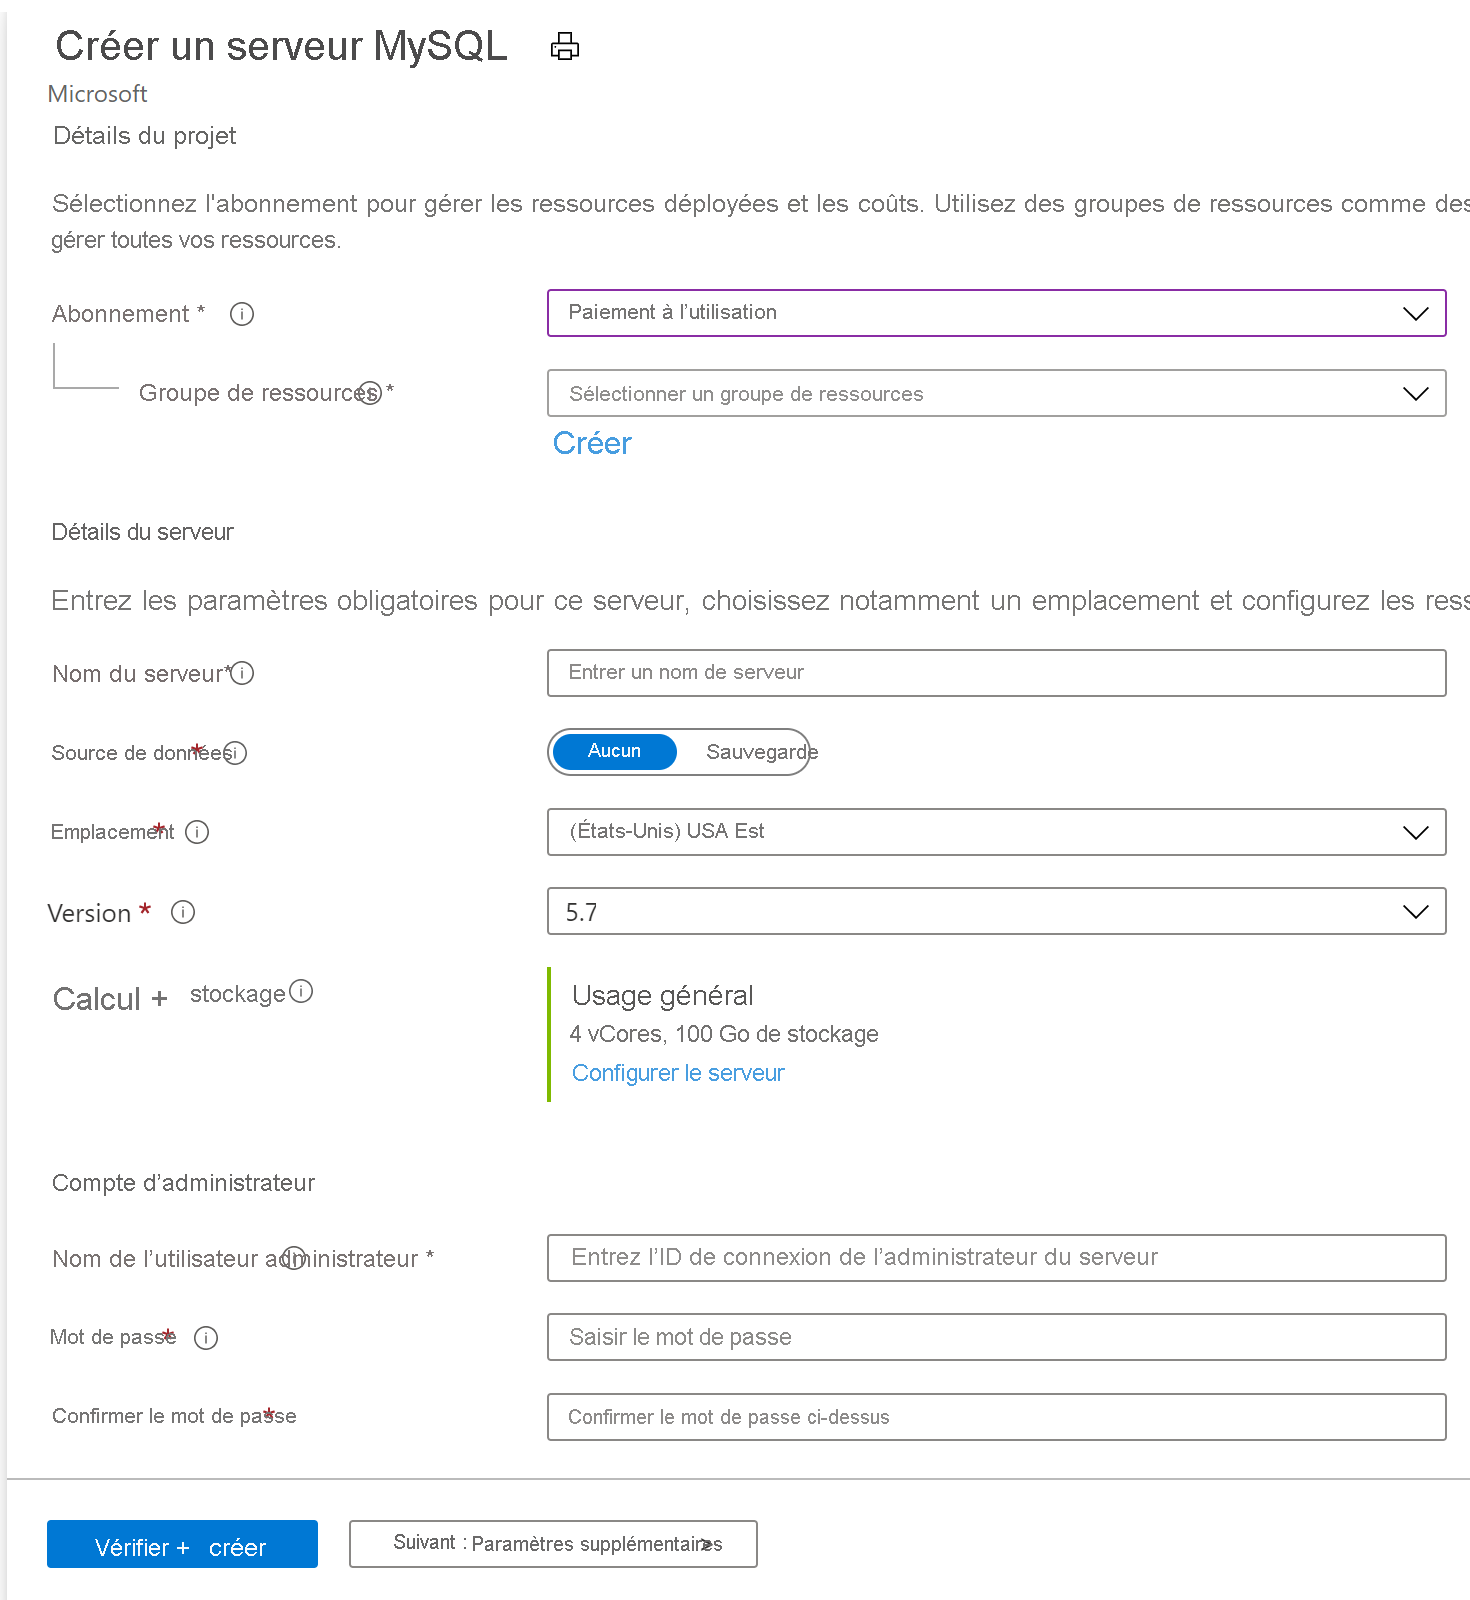 Créer un serveur MySQL
Microsoft
Détails du projet
Sélectionnez l'abonnement pour gérer les ressources déployées et les coûts. Utilisez des groupes de ressources comme des
gérer toutes vos ressources.
Abonnement *
Paiement à l’utilisation
Groupe de ressources *
Sélectionner un groupe de ressources
Créer
Détails du serveur
Entrez les paramètres obligatoires pour ce serveur, choisissez notamment un emplacement et configurez les ress
Nom du serveur*
Entrer un nom de serveur
Source de données *
Aucun Sauvegarde
Emplacement *
(États-Unis) USA Est
Version *
5.7
Calcul + stockage
Usage général
4 vCores, 100 Go de stockage
Configurer le serveur
Compte d’administrateur
Nom de l’utilisateur administrateur *
Entrez l’ID de connexion de l’administrateur du serveur
Mot de passe *
Saisir le mot de passe
Confirmer le mot de passe *
Confirmer le mot de passe ci-dessus
Vérifier + créer
Suivant : Paramètres supplémentaires >